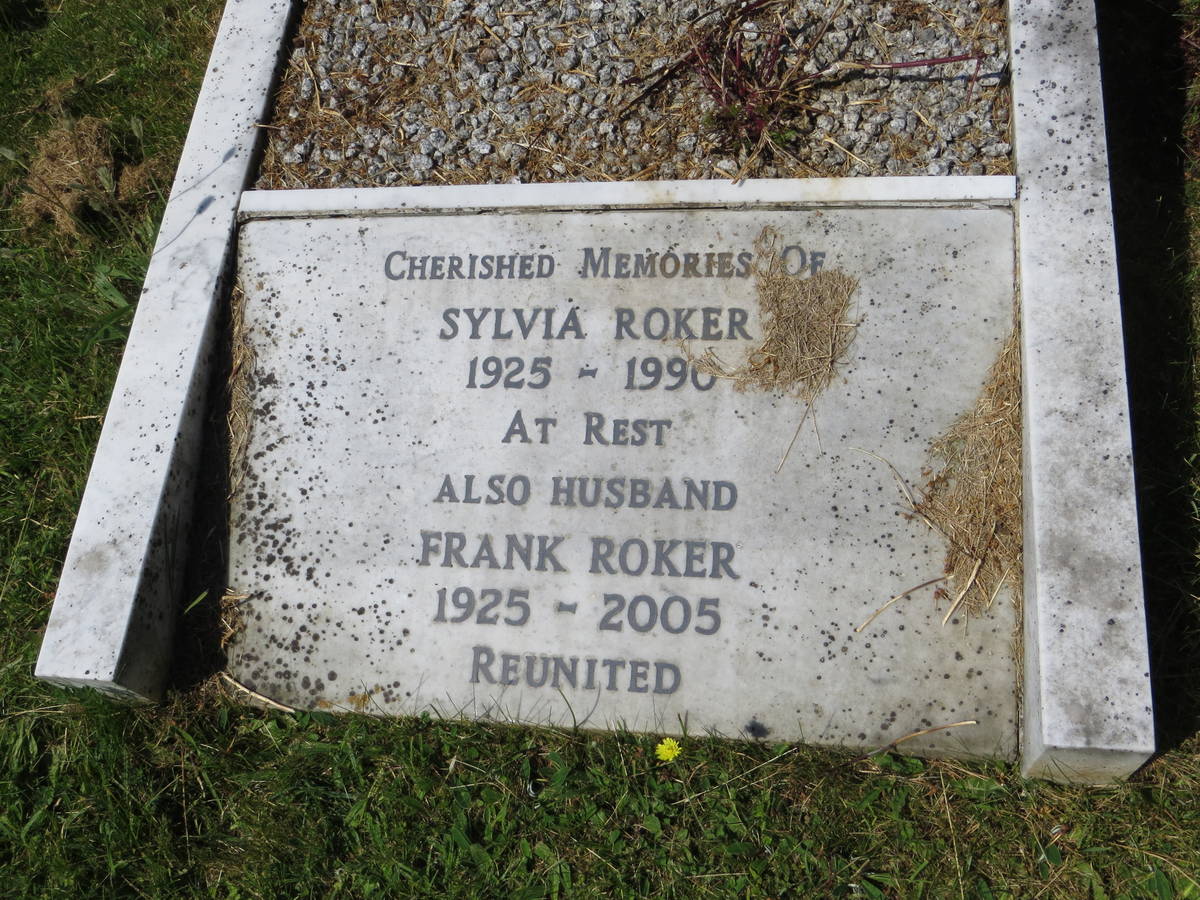 Cherished Memories Of
SYLVIA ROKER
1925 - 1990
At Rest
ALSO HUSBAND
FRANK ROKER
1925 - 2005
Reunited